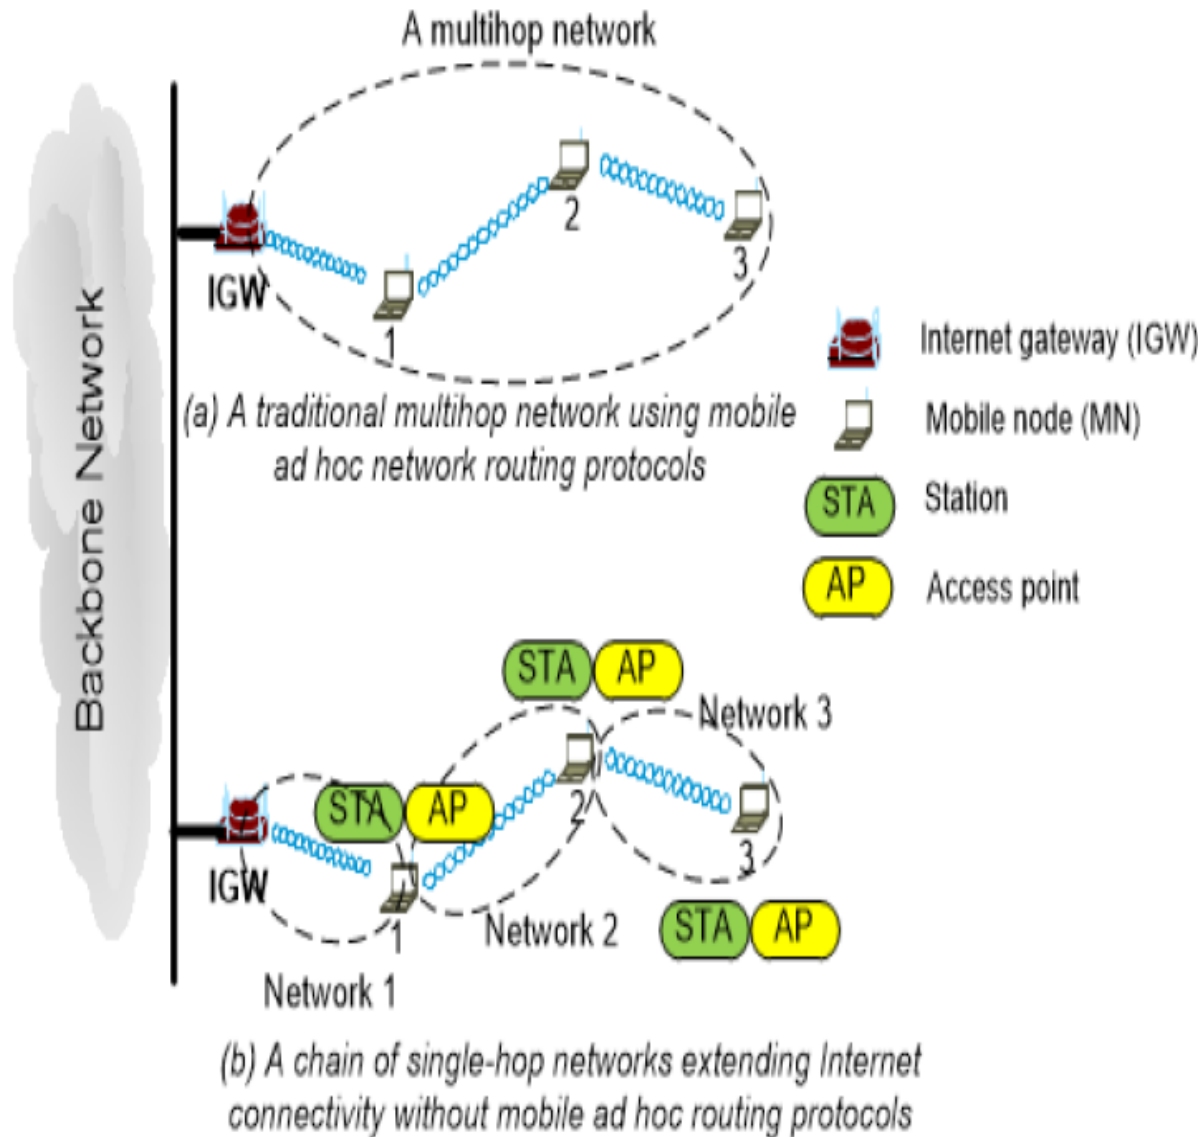 A multihop network
2
3
IGW
1
(a) A traditional multihop network using mobile
ad hoc network routing protocols
Backbone Network
Internet gateway (IGW)
Mobile node (MN)
STA Station
AP Access point
STA AP
Network 3
STA AP
2
3
IGW
1
Network 2
STA AP
Network 1
(b) A chain of single-hop networks extending Internet
connectivity without mobile ad hoc routing protocols